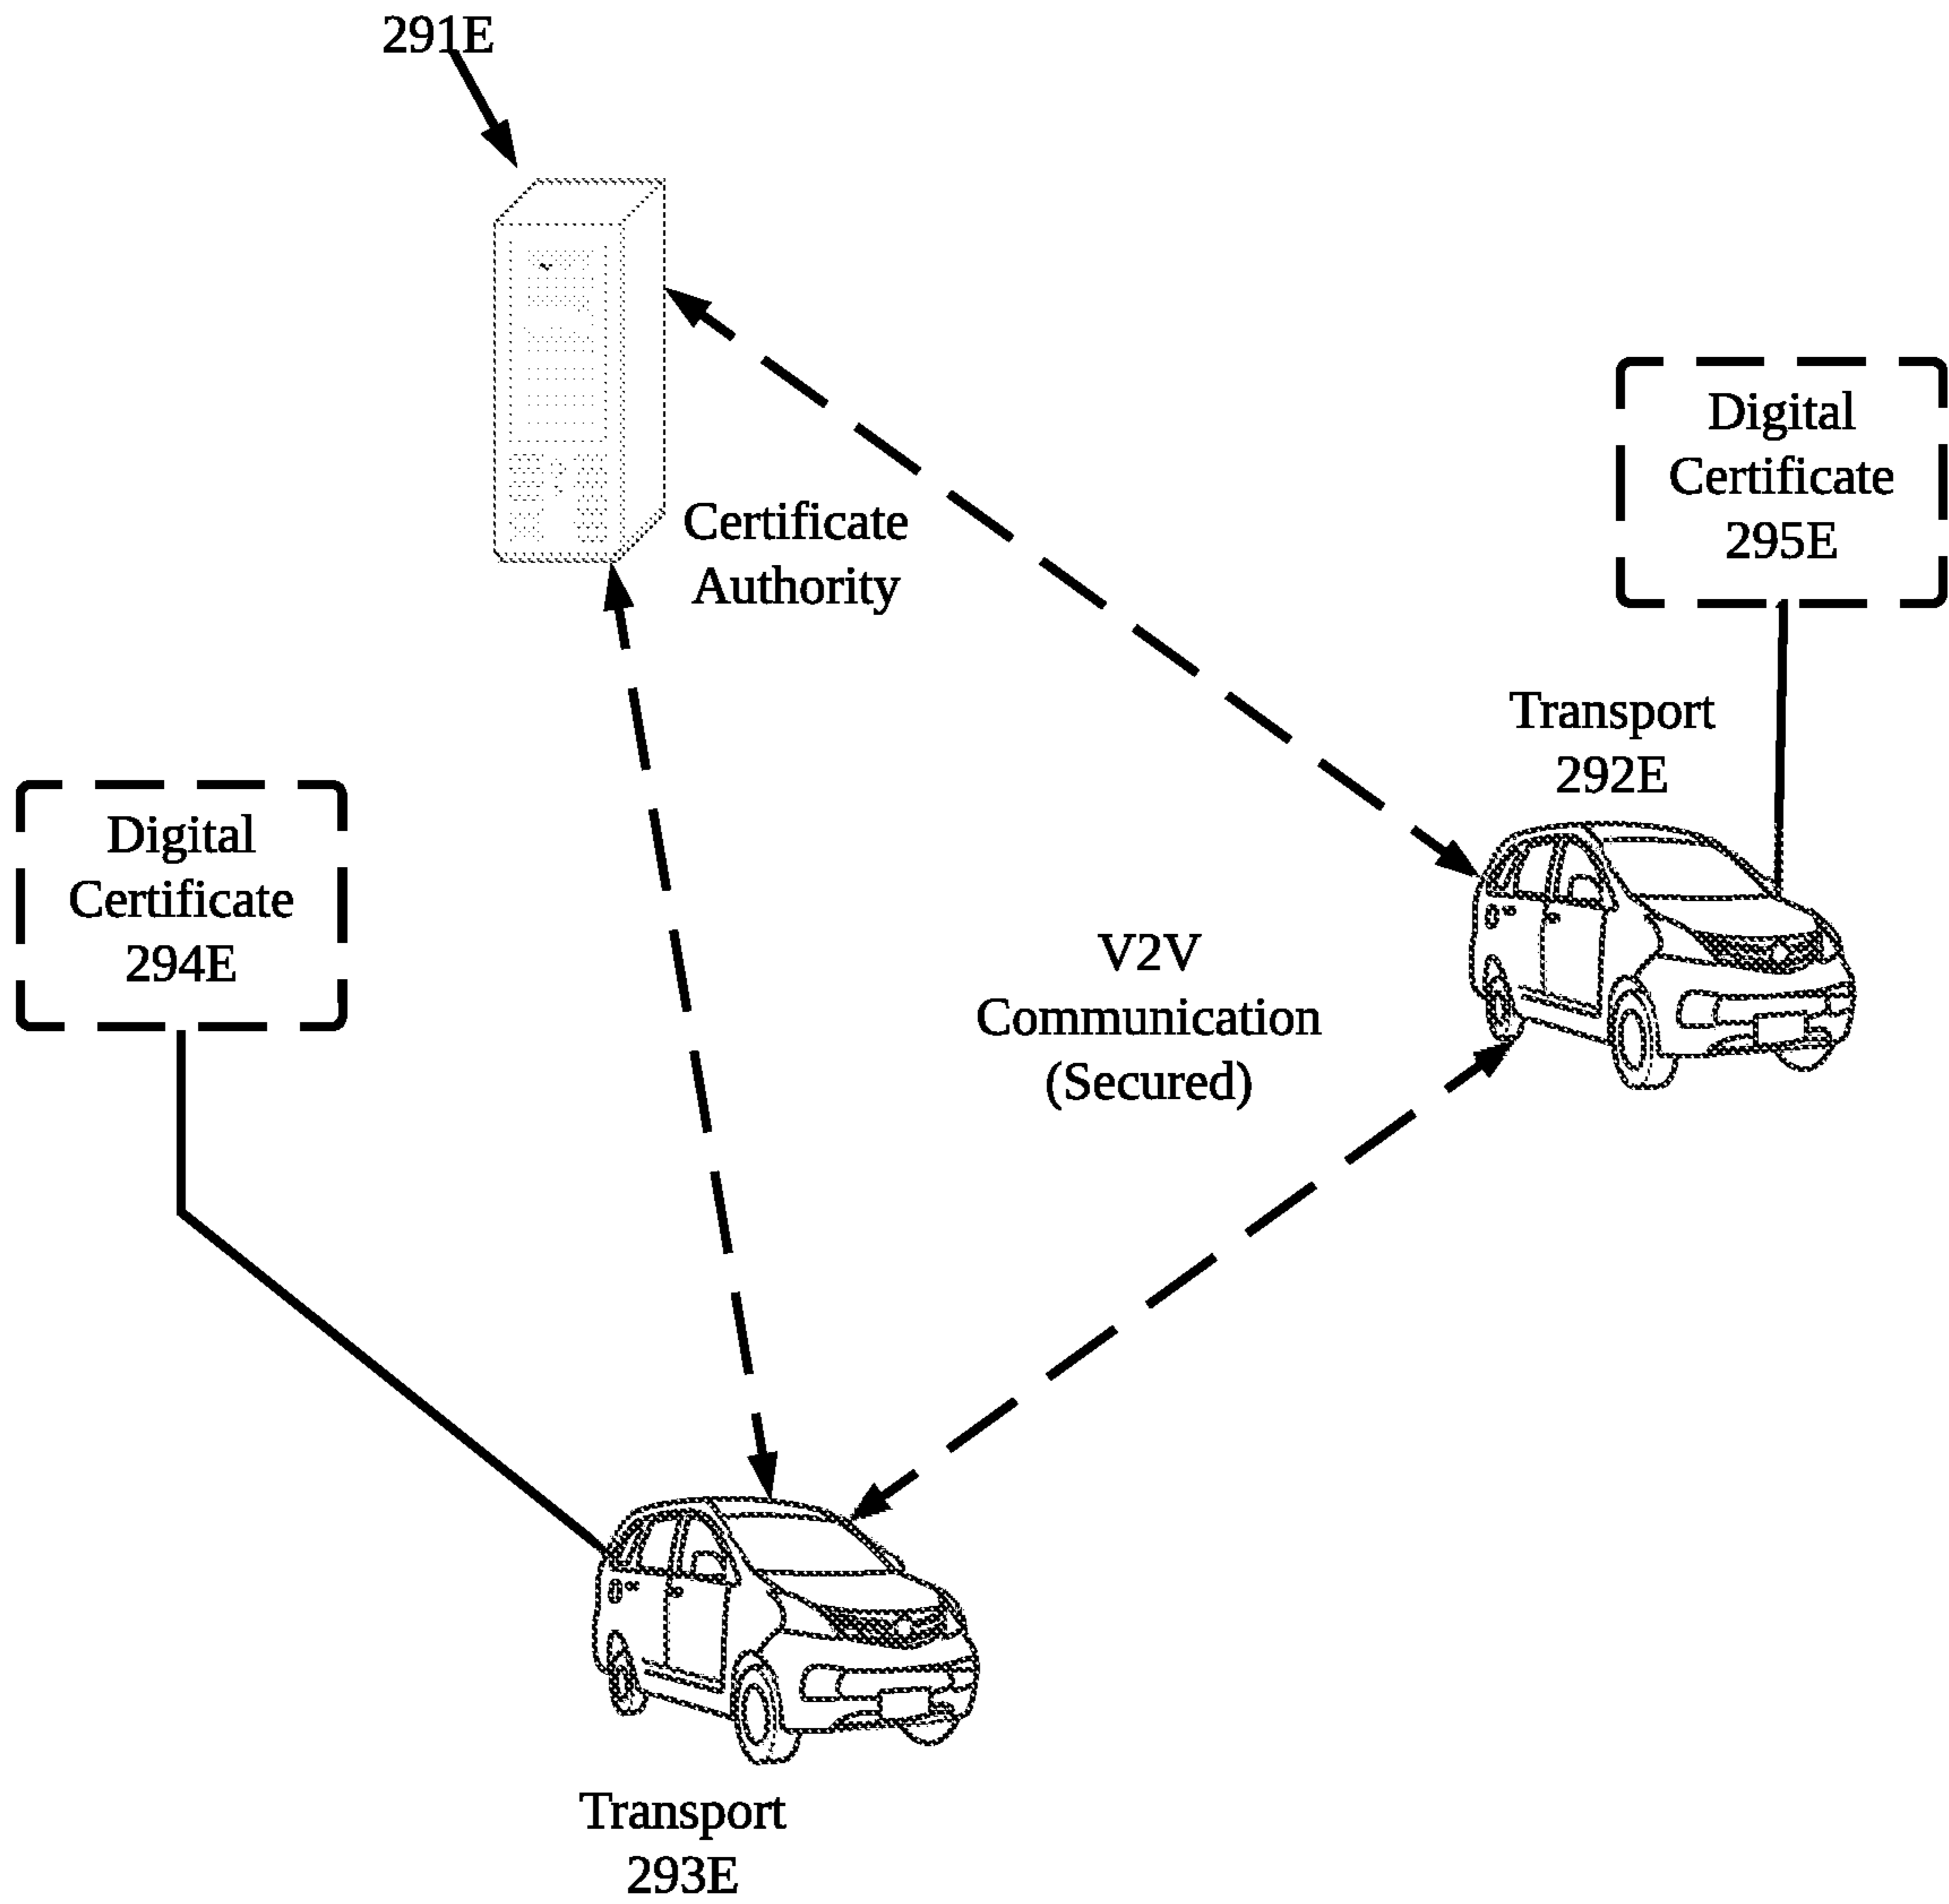 291E
Certificate
Authority
Digital
Certificate
295E
Transport
292E
Digital
Certificate
294E
V2V
Communication
(Secured)
Transport
293E